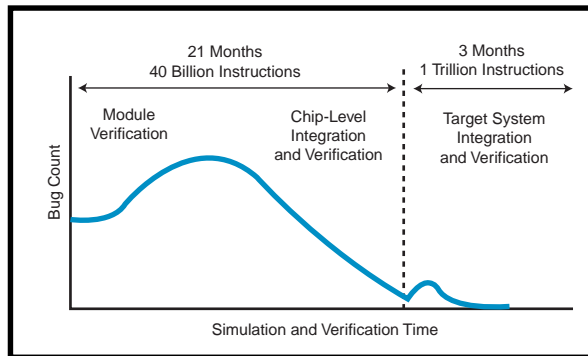 21 Months
40 Billion Instructions
3 Months
1 Trillion Instructions
Module
Verification
Chip-Level
Integration
and Verification
Target System
Integration
and Verification
Bug Count
Simulation and Verification Time